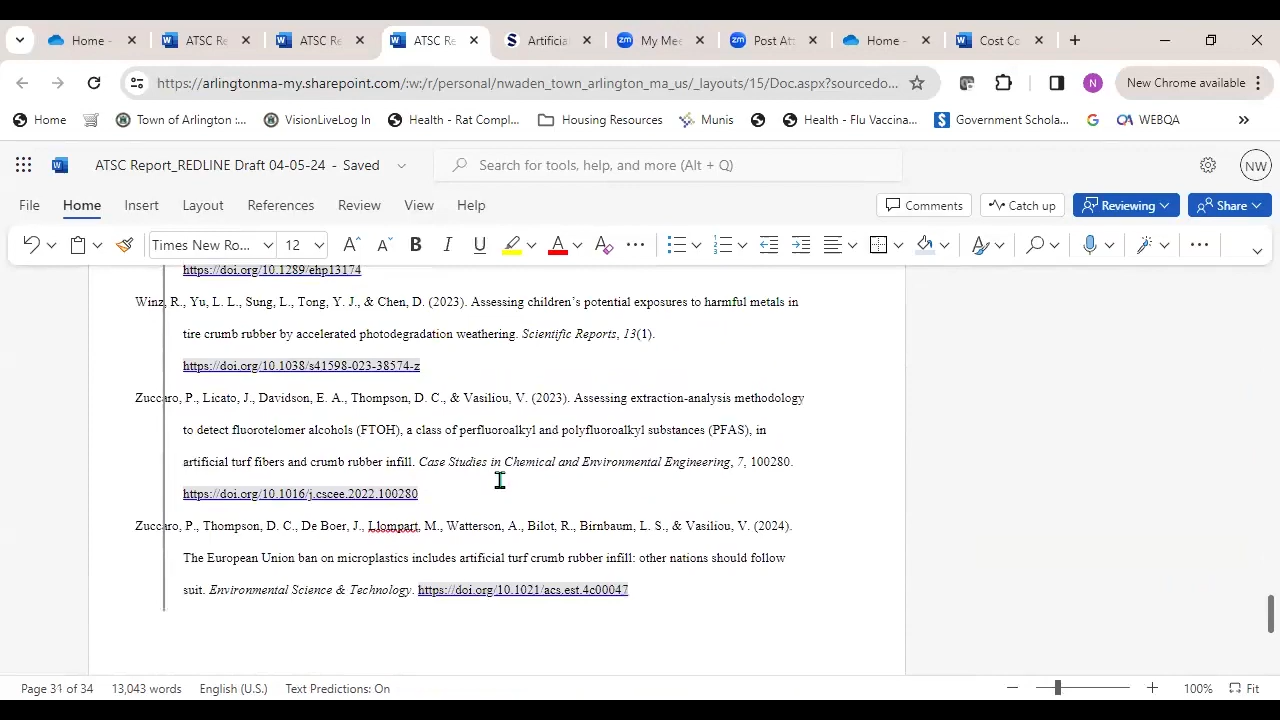 Home -
ATSC Re
ATSC Re
ATSC Re
Artificia
My Mee
Post Att
Home -
Cost Co
https://arlingtonma-my.sharepoint.com/:w:/r/personal/nwaden_town_arlington_ma_us/_layouts/15/Doc.aspx?sourcedo...
N
New Chrome available
Home
Town of Arlington :...
VisionLiveLog In
Health - Rat Compl...
Housing Resources
Munis
Health - Flu Vaccina...
Government Schola...
WEBQA
ATSC Report_REDLINE Draft 04-05-24 - Saved
Search for tools, help, and more (Alt + Q)
NW
File Home Insert Layout References Review View Help
Comments
Catch up
Reviewing
Share
Times New Ro...
12
https://doi.org/10.1289/ehp13174
Winz, R., Yu, L. L., Sung, L., Tong, Y. J., & Chen, D. (2023). Assessing children's potential exposures to harmful metals in
tire crumb rubber by accelerated photodegradation weathering. Scientific Reports, 13(1).
https://doi.org/10.1038/s41598-023-38574-z
Zuccaro, P., Licato, J., Davidson, E. A., Thompson, D. C., & Vasiliou, V. (2023). Assessing extraction-analysis methodology
to detect fluorotelomer alcohols (FTOH), a class of perfluoroalkyl and polyfluoroalkyl substances (PFAS), in
artificial turf fibers and crumb rubber infill. Case Studies in Chemical and Environmental Engineering, 7, 100280.
https://doi.org/10.1016/j.cscee.2022.100280
Zuccaro, P., Thompson, D. C., De Boer, J., Llompart, M., Watterson, A., Bilot, R., Birnbaum, L. S., & Vasiliou, V. (2024).
The European Union ban on microplastics includes artificial turf crumb rubber infill: other nations should follow
suit. Environmental Science & Technology. https://doi.org/10.1021/acs.est.4c00047
Page 31 of 34
13,043 words
English (U.S.)
Text Predictions: On
100%
Fit